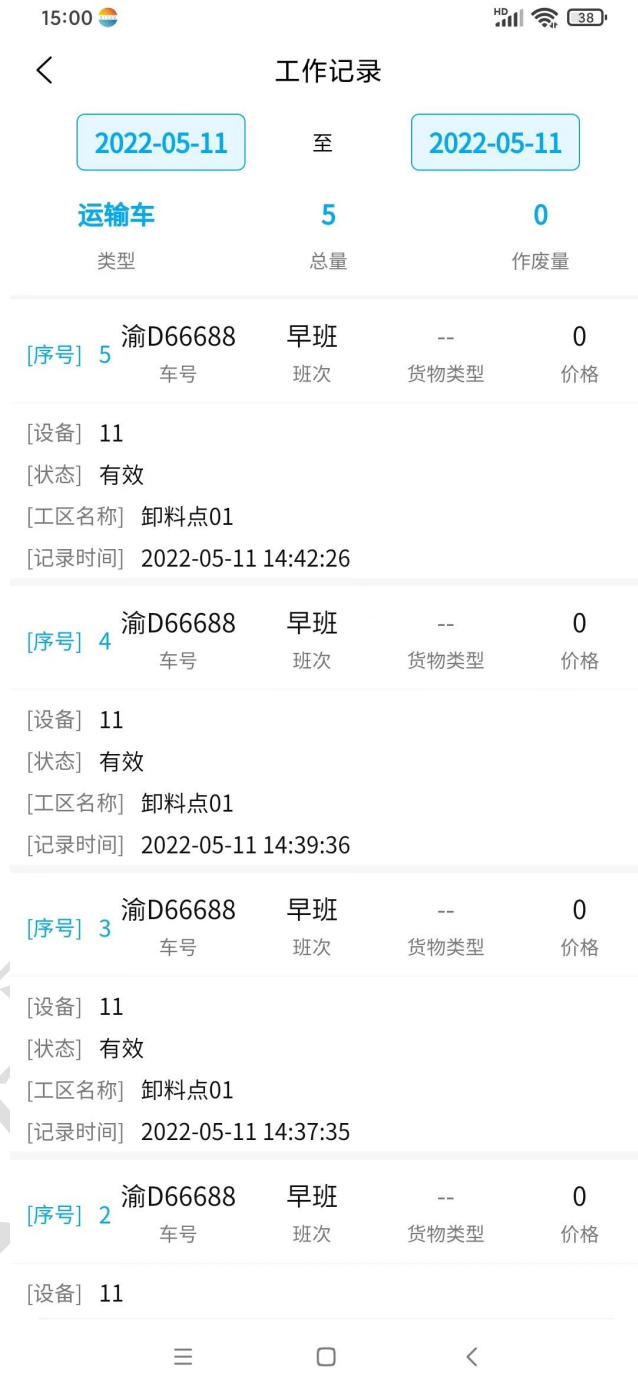 15:00 HD 38
工作记录
2022-05-11 至 2022-05-11
运输车 5 0
类型 总量 作废量
[序号] 5 渝D66688 早班 -- 0
车号 班次 货物类型 价格
[设备] 11
[状态] 有效
[工区名称] 卸料点01
[记录时间] 2022-05-11 14:42:26
[序号] 4 渝D66688 早班 -- 0
车号 班次 货物类型 价格
[设备] 11
[状态] 有效
[工区名称] 卸料点01
[记录时间] 2022-05-11 14:39:36
[序号] 3 渝D66688 早班 -- 0
车号 班次 货物类型 价格
[设备] 11
[状态] 有效
[工区名称] 卸料点01
[记录时间] 2022-05-11 14:37:35
[序号] 2 渝D66688 早班 -- 0
车号 班次 货物类型 价格
[设备] 11